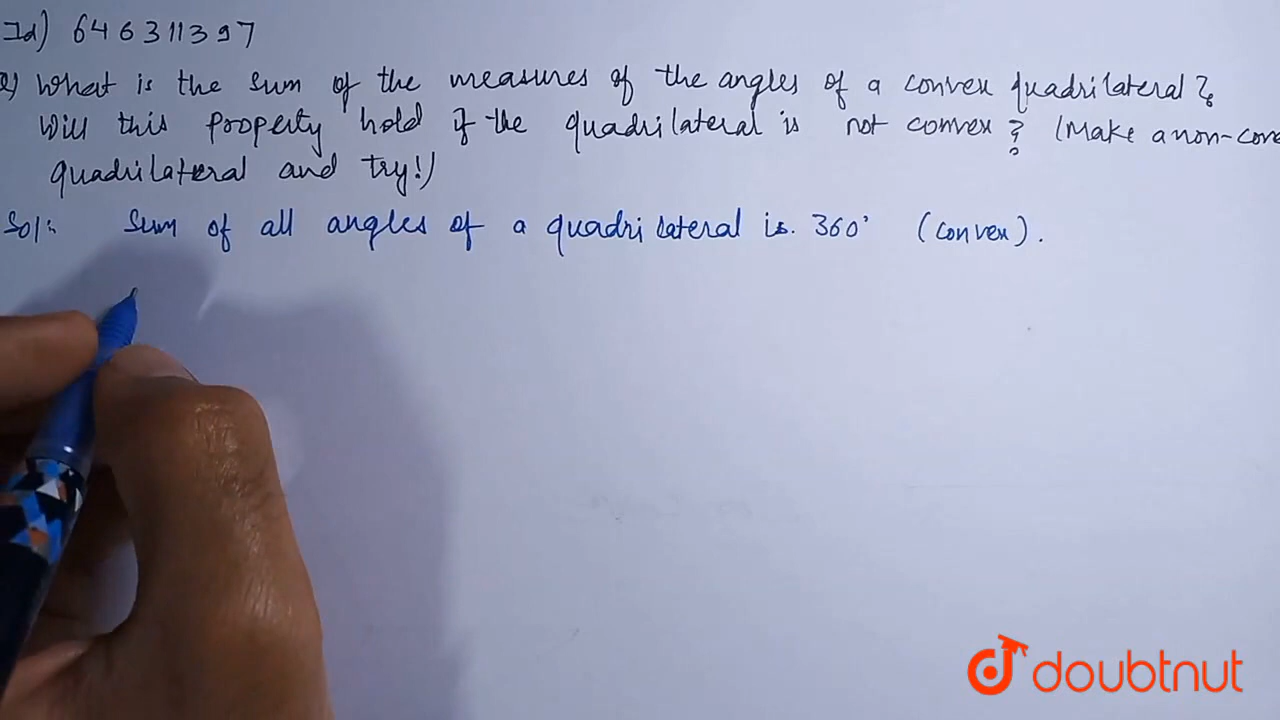 Id) 646311397
Q) What is the sum of the measures of the angles of a convex quadrilateral?
Will this property hold if the quadrilateral is not convex? (Make a non-conv
quadrilateral and try!)
Sol: Sum of all angles of a quadrilateral is. 360° (convex).
doubtnut